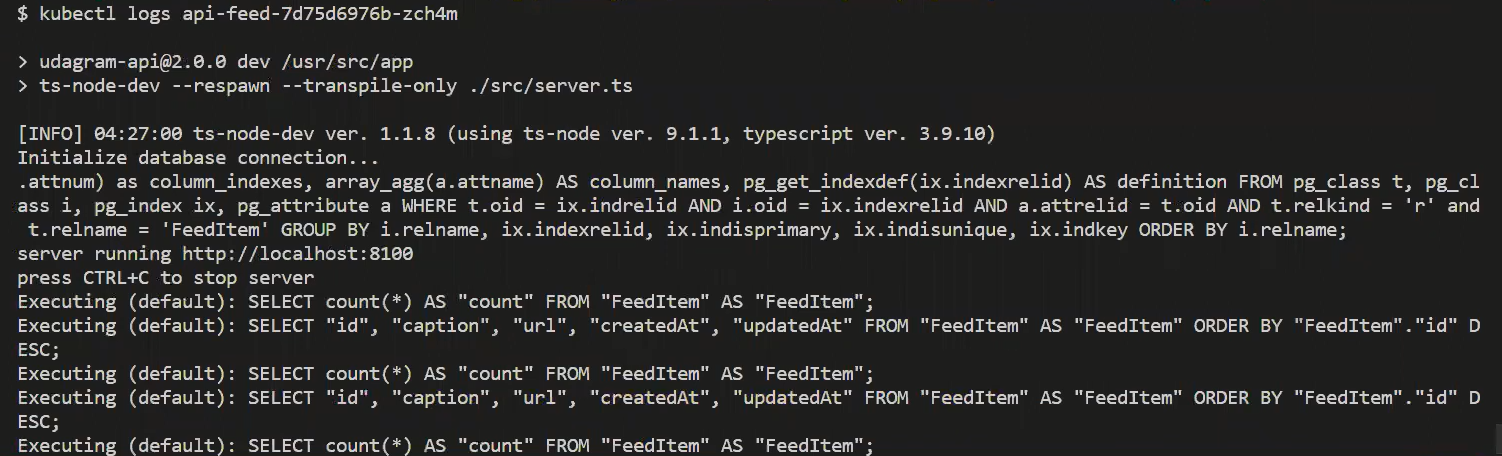 $ kubectl logs api-feed-7d75d6976b-zch4m
> udagram-api@2.0.0 dev /usr/src/app
> ts-node-dev --respawn --transpile-only ./src/server.ts
[INFO] 04:27:00 ts-node-dev ver. 1.1.8 (using ts-node ver. 9.1.1, typescript ver. 3.9.10)
Initialize database connection...
.attnum) as column_indexes, array_agg(a.attname) AS column_names, pg_get_indexdef(ix.indexrelid) AS definition FROM pg_class t, pg_cl
ass i, pg_index ix, pg_attribute a WHERE t.oid = ix.indrelid AND i.oid = ix.indexrelid AND a.attrelid = t.oid AND t.relkind = 'r' and
 t.relname = 'FeedItem' GROUP BY i.relname, ix.indexrelid, ix.indisprimary, ix.indisunique, ix.indkey ORDER BY i.relname;
server running http://localhost:8100
press CTRL+C to stop server
Executing (default): SELECT count(*) AS "count" FROM "FeedItem" AS "FeedItem";
Executing (default): SELECT "id", "caption", "url", "createdAt", "updatedAt" FROM "FeedItem" AS "FeedItem" ORDER BY "FeedItem"."id" D
ESC;
Executing (default): SELECT count(*) AS "count" FROM "FeedItem" AS "FeedItem";
Executing (default): SELECT "id", "caption", "url", "createdAt", "updatedAt" FROM "FeedItem" AS "FeedItem" ORDER BY "FeedItem"."id" D
ESC;
Executing (default): SELECT count(*) AS "count" FROM "FeedItem" AS "FeedItem";